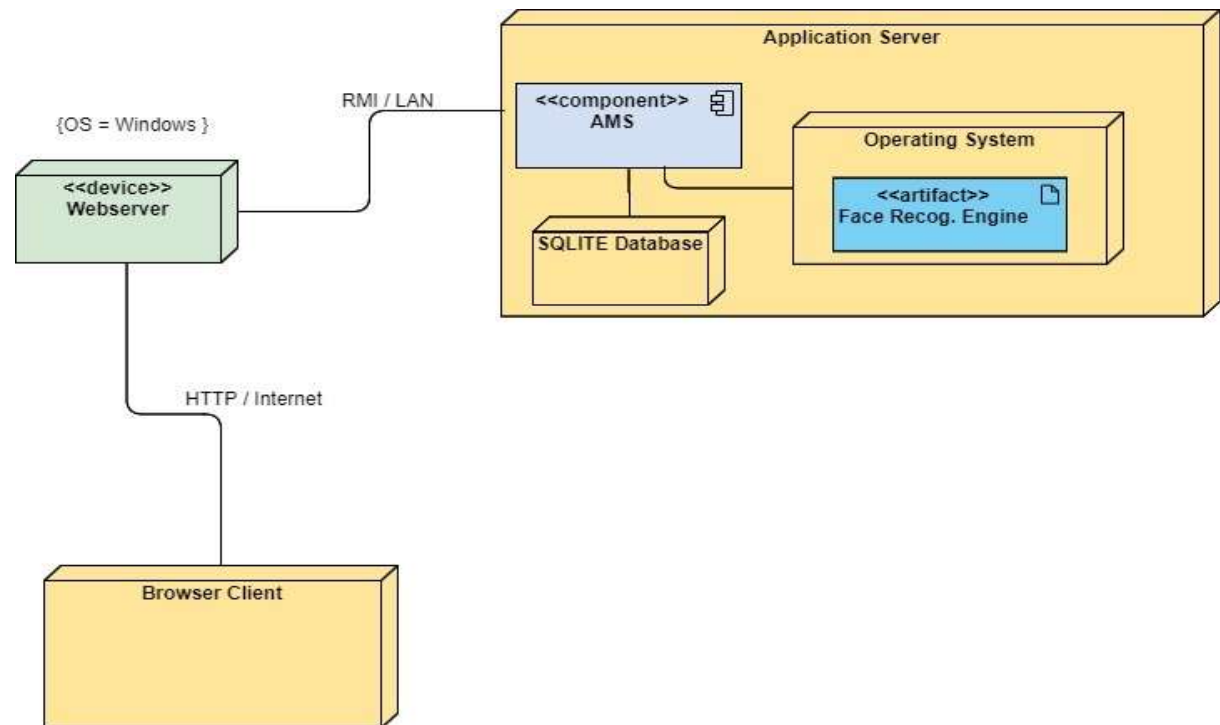 Application Server
RMI / LAN
<<component>>
AMS
{OS = Windows }
Operating System
<<device>>
Webserver
<<artifact>>
Face Recog. Engine
SQLITE Database
HTTP / Internet
Browser Client